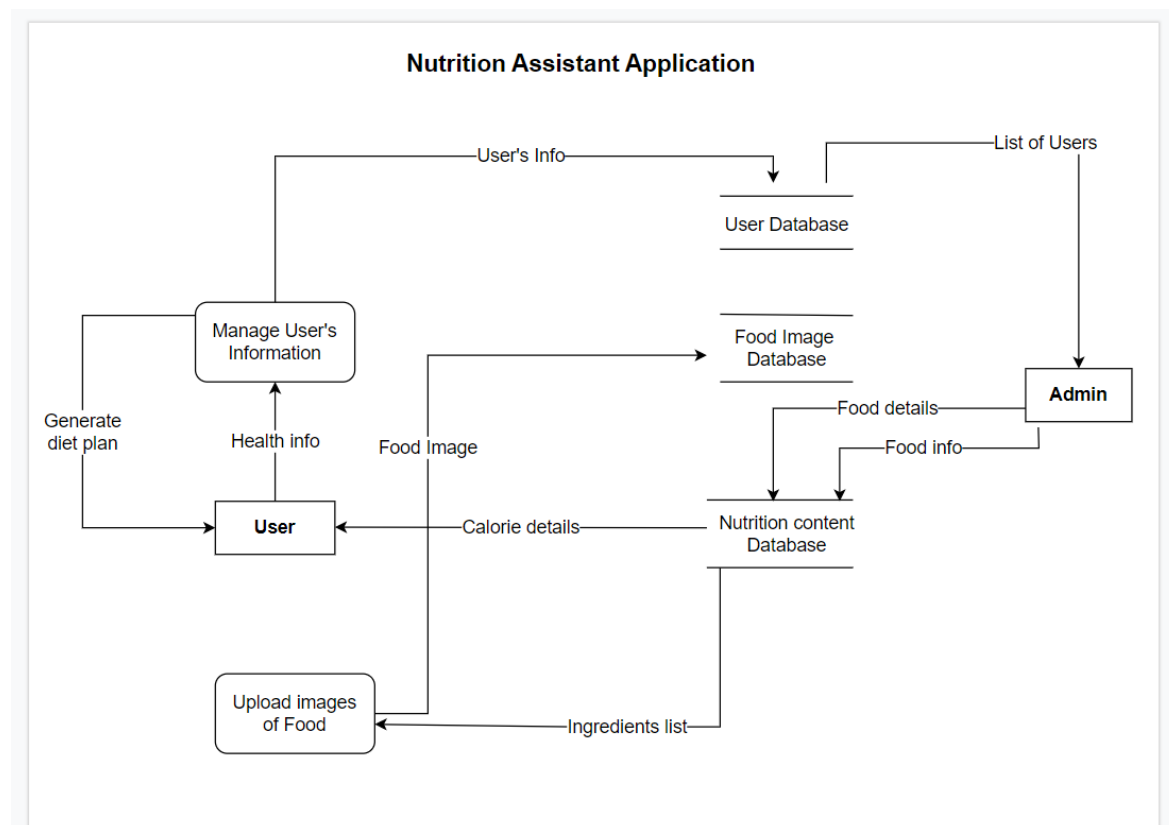 Nutrition Assistant Application
List of Users
User's Info
User Database
Manage User's
Information
Food Image
Database
Admin
Food details
Generate
diet plan
Health info
Food Image
Food info
User
Calorie details
Nutrition content
Database
Upload images
of Food
Ingredients list